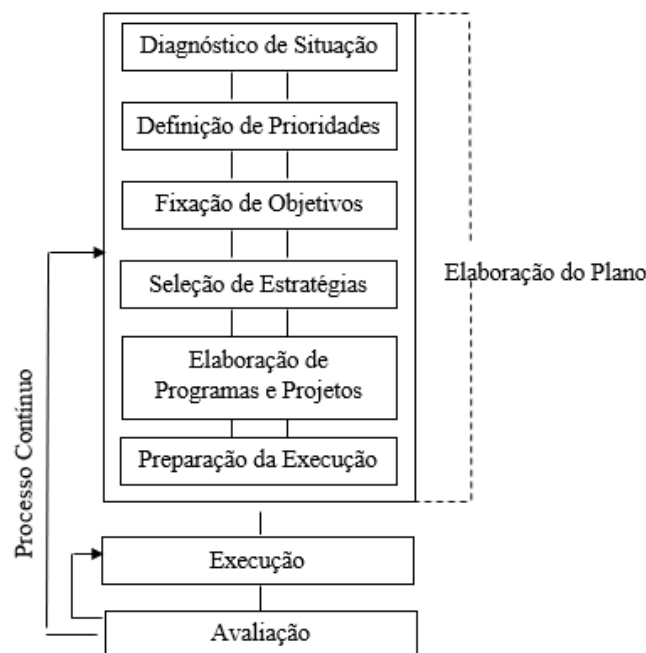 Diagnóstico de Situação
Definição de Prioridades
Fixação de Objetivos
Seleção de Estratégias
Elaboração de
Programas e Projetos
Preparação da Execução
Elaboração do Plano
Processo Contínuo
Execução
Avaliação